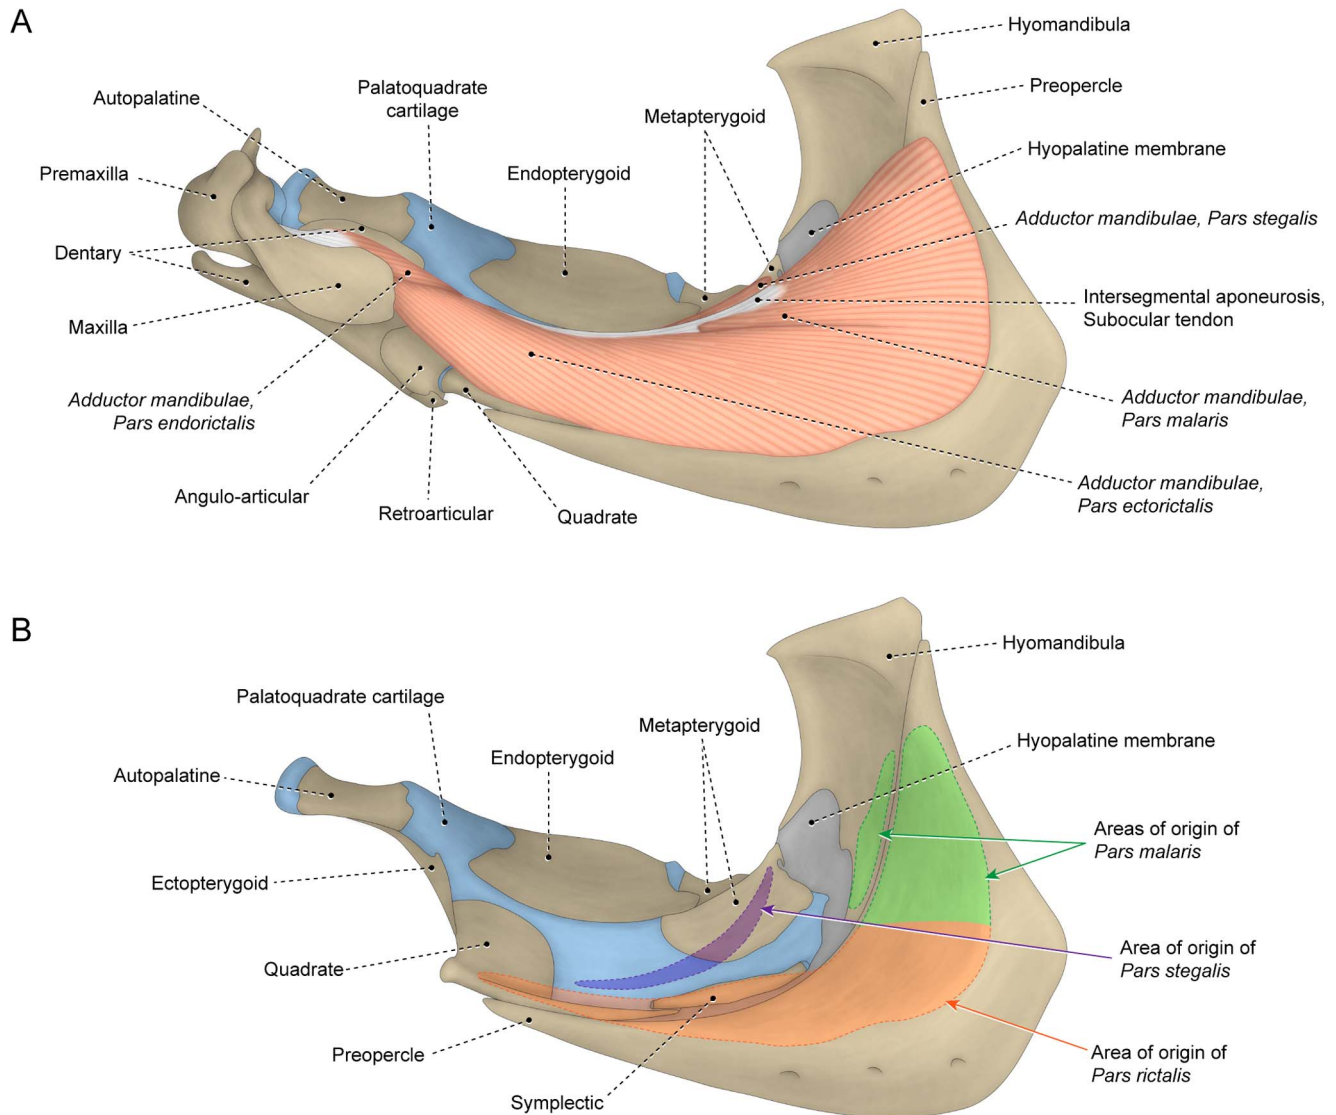 A
Hyomandibula
Preopercle
Autopalatine
Palatoquadrate
cartilage
Metapterygoid
Hyopalatine membrane
Premaxilla
Endopterygoid
Adductor mandibulae, Pars stegalis
Dentary
Intersegmental aponeurosis,
Subocular tendon
Maxilla
Adductor mandibulae,
Pars endorictalis
Adductor mandibulae,
Pars malaris
Angulo-articular
Retroarticular
Quadrate
Adductor mandibulae,
Pars ectorictalis
B
Hyomandibula
Palatoquadrate cartilage
Metapterygoid
Hyopalatine membrane
Endopterygoid
Autopalatine
Areas of origin of
Pars malaris
Ectopterygoid
Area of origin of
Pars stegalis
Quadrate
Preopercle
Area of origin of
Pars rictalis
Symplectic